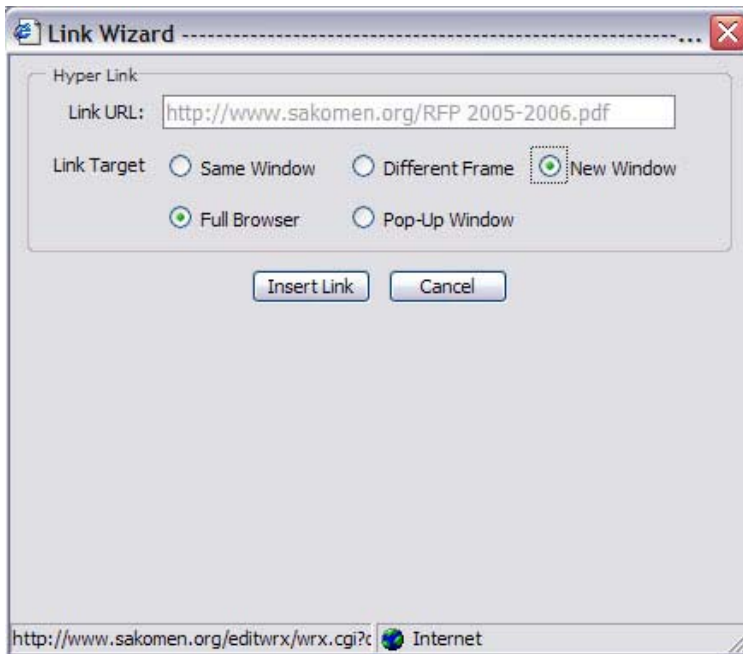 Link Wizard ---------------------------------------------------------...
Hyper Link
Link URL: http://www.sakomen.org/RFP 2005-2006.pdf
Link Target Same Window Different Frame New Window
Full Browser Pop-Up Window
Insert Link Cancel
http://www.sakomen.org/editwrx/wrx.cgi?c Internet